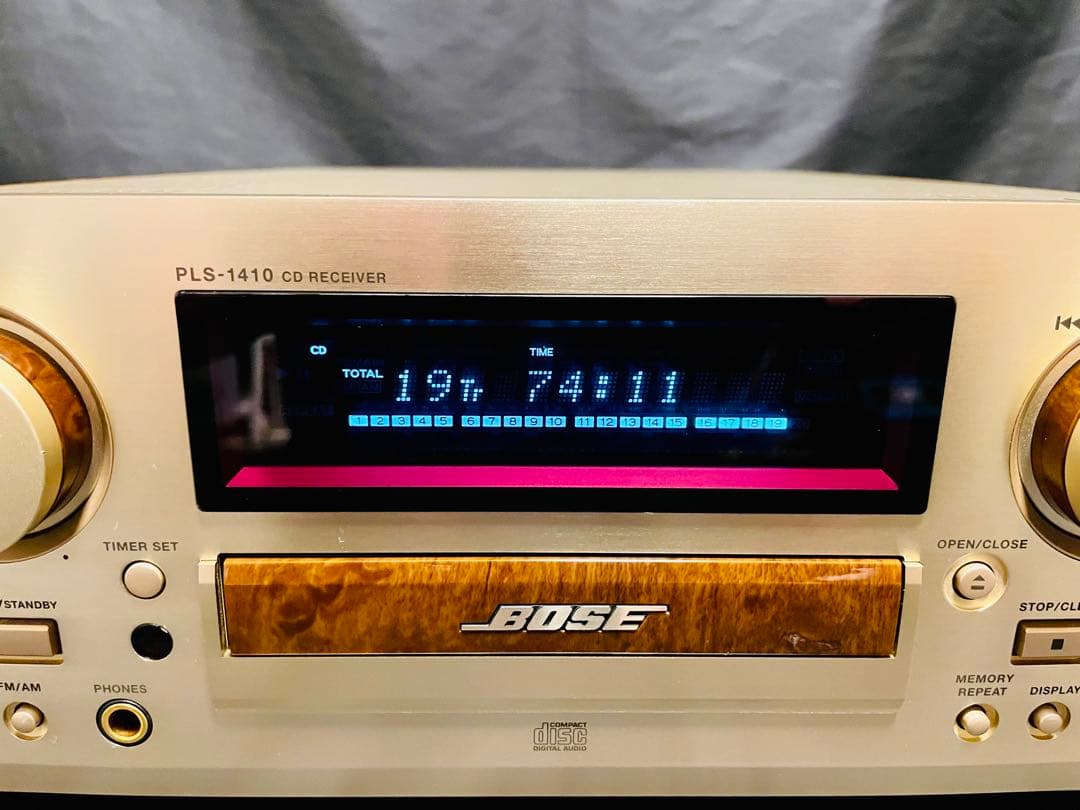 PLS-1410 CD RECEIVER
CD
TIME
TOTAL 19Tr 74:11
1 2 3 4 5 6 7 8 9 10 11 12 13 14 15 16 17 18 19
TIMER SET
OPEN/CLOSE
/STANDBY
BOSE
STOP/CLE
FM/AM
PHONES
MEMORY
REPEAT
DISPLAY
COMPACT
disc
DIGITAL AUDIO